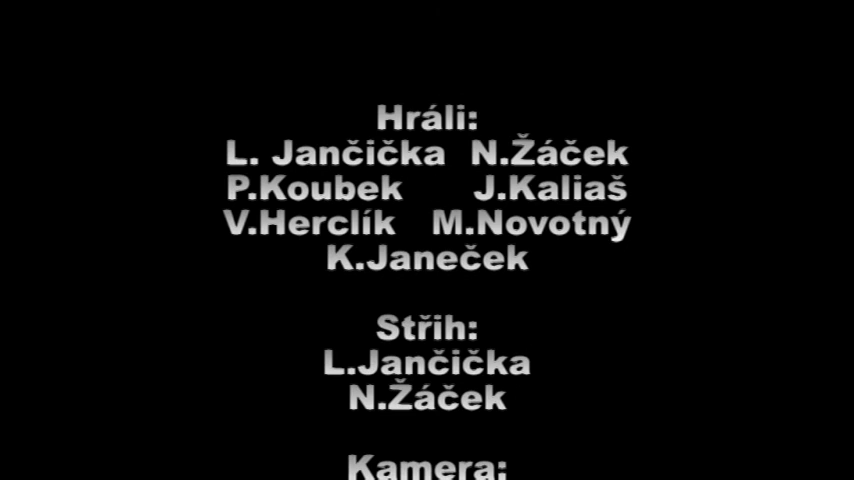 Hráli:
L. Jančička N.Žáček
P.Koubek J.Kaliaš
V.Herclík M.Novotný
K.Janeček
Střih:
L.Jančička
N.Žáček
Kamera: